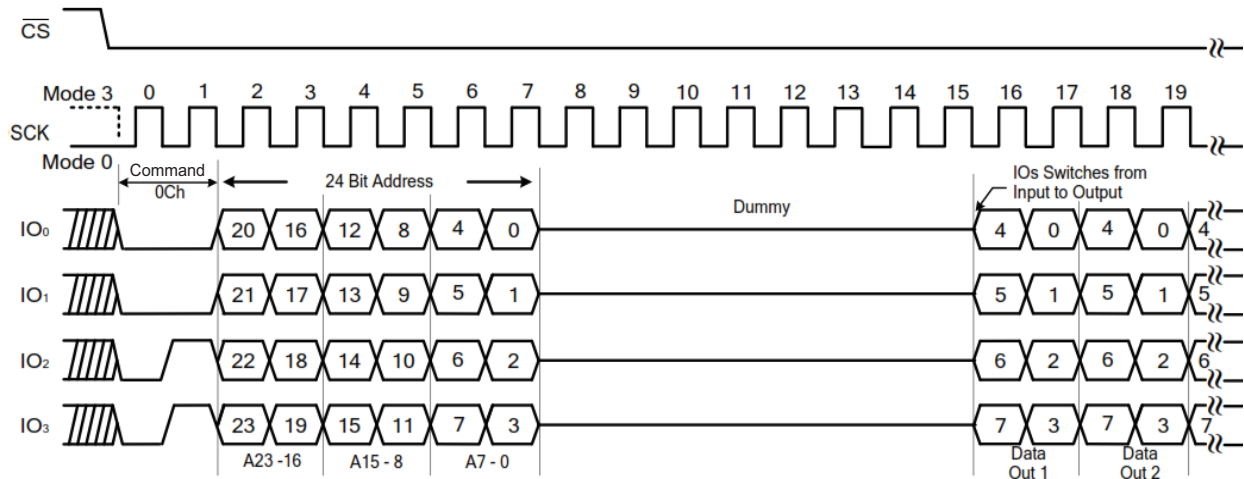 CS
Mode 3 0 1 2 3 4 5 6 7 8 9 10 11 12 13 14 15 16 17 18 19
SCK
Mode 0
Command
0Ch
24 Bit Address
Dummy
IOs Switches from
Input to Output
IO0 20 16 12 8 4 0 4 0 4 0 4
IO1 21 17 13 9 5 1 5 1 5 1 5
IO2 22 18 14 10 6 2 6 2 6 2 6
IO3 23 19 15 11 7 3 7 3 7 3 7
A23 -16 A15 - 8 A7 - 0
Data Data
Out 1 Out 2